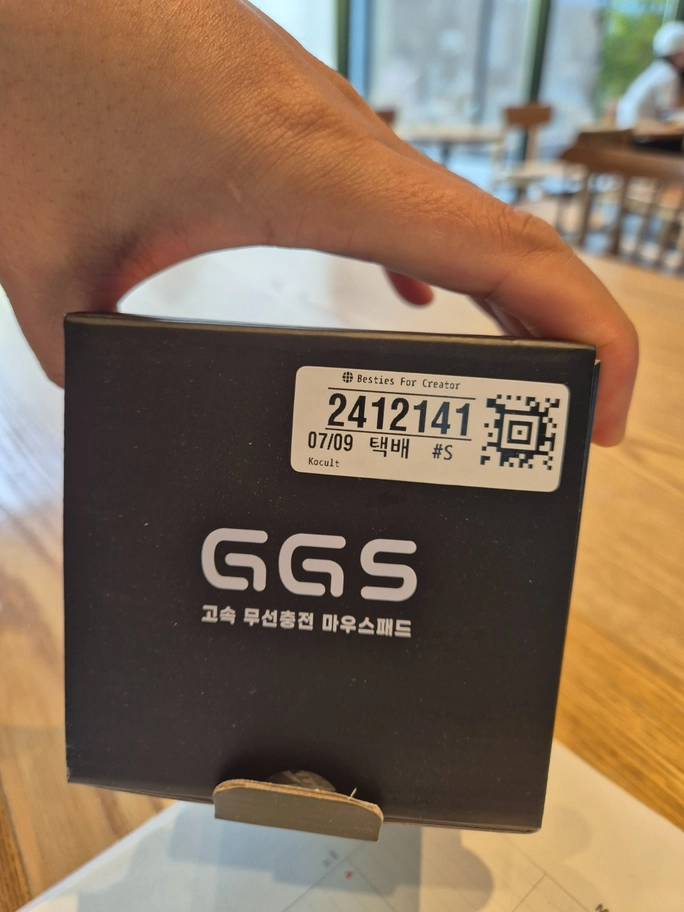 Besties For Creator
2412141
07/09 택배 #S
Kocult
GGS
고속 무선충전 마우스패드